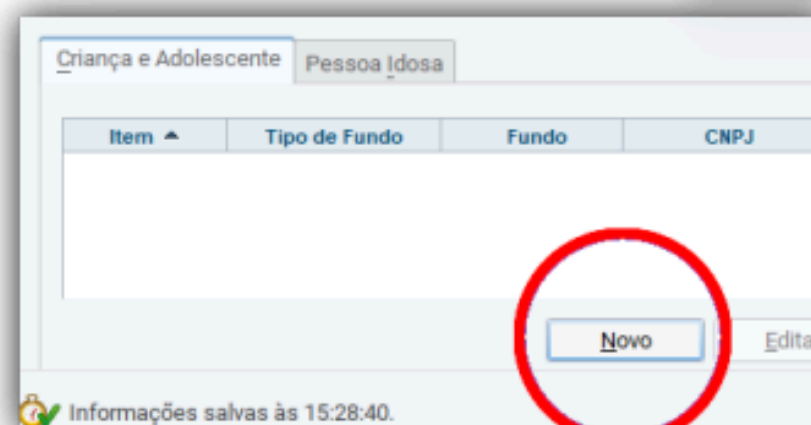 Criança e Adolescente Pessoa Idosa
Item Tipo de Fundo Fundo CNPJ
Novo Edita
Informações salvas às 15:28:40.